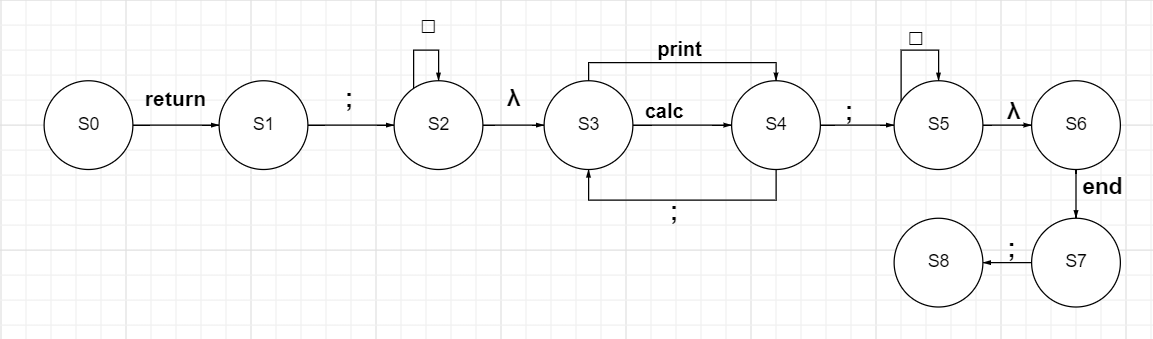 □
□
print
return
;
λ
calc
;
λ
S0
S1
S2
S3
S4
S5
S6
;
end
S8
;
S7